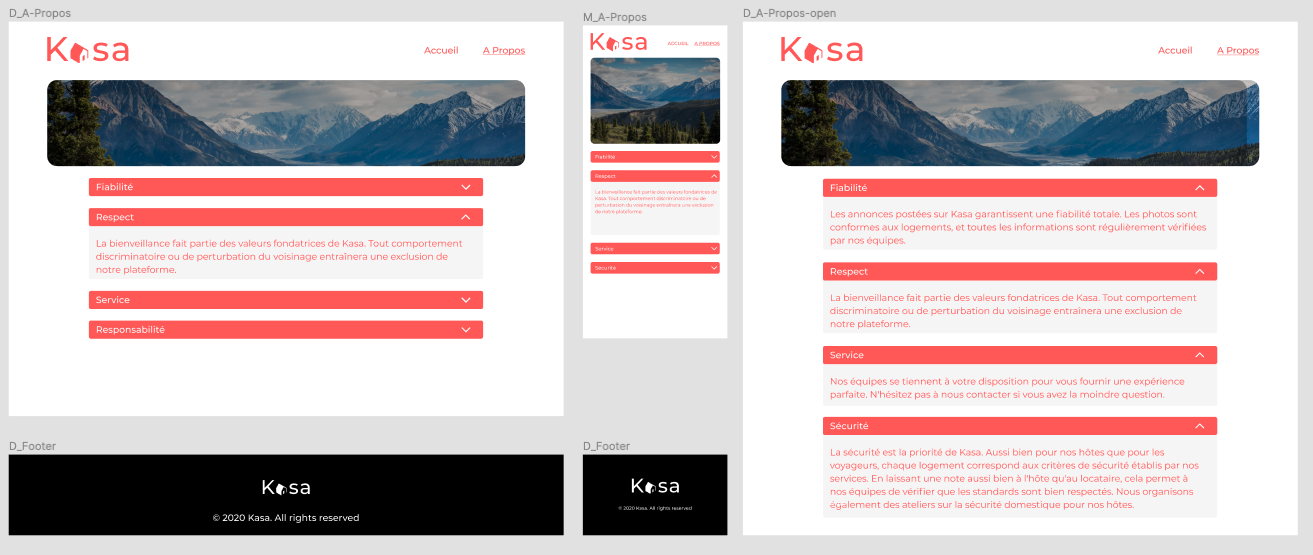 D_A-Propos
Kasa
Accueil
A Propos
Fiabilité
Respect
La bienveillance fait partie des valeurs fondatrices de Kasa. Tout comportement
discriminatoire ou de perturbation du voisinage entraînera une exclusion de
notre plateforme.
Service
Responsabilité
M_A-Propos
Kasa
ACCUEIL
A PROPOS
Fiabilité
Respect
La bienveillance fait partie des valeurs fondatrices de
Kasa. Tout comportement discriminatoire ou de
perturbation du voisinage entraînera une exclusion
de notre plateforme.
Service
Sécurité
D_A-Propos-open
Kasa
Accueil
A Propos
Fiabilité
Les annonces postées sur Kasa garantissent une fiabilité totale. Les photos sont
conformes aux logements, et toutes les informations sont régulièrement vérifiées
par nos équipes.
Respect
La bienveillance fait partie des valeurs fondatrices de Kasa. Tout comportement
discriminatoire ou de perturbation du voisinage entraînera une exclusion de
notre plateforme.
Service
Nos équipes se tiennent à votre disposition pour vous fournir une expérience
parfaite. N'hésitez pas à nous contacter si vous avez la moindre question.
Sécurité
La sécurité est la priorité de Kasa. Aussi bien pour nos hôtes que pour les
voyageurs, chaque logement correspond aux critères de sécurité établis par nos
services. En laissant une note aussi bien à l'hôte qu'au locataire, cela permet à
nos équipes de vérifier que les standards sont bien respectés. Nous organisons
également des ateliers sur la sécurité domestique pour nos hôtes.
D_Footer
Kasa
© 2020 Kasa. All rights reserved
D_Footer
Kasa
© 2020 Kasa. All rights reserved